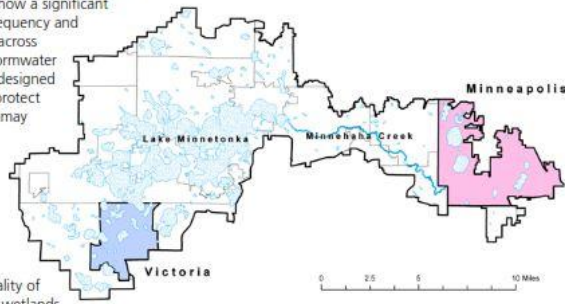 now a significant
equency and
across
ormwater
designed
protect
may
Minneapolis
Lake Minnetonka
Minnehaha Creek
Victoria
ality of
wetlands
0 2.5 5 10 Miles